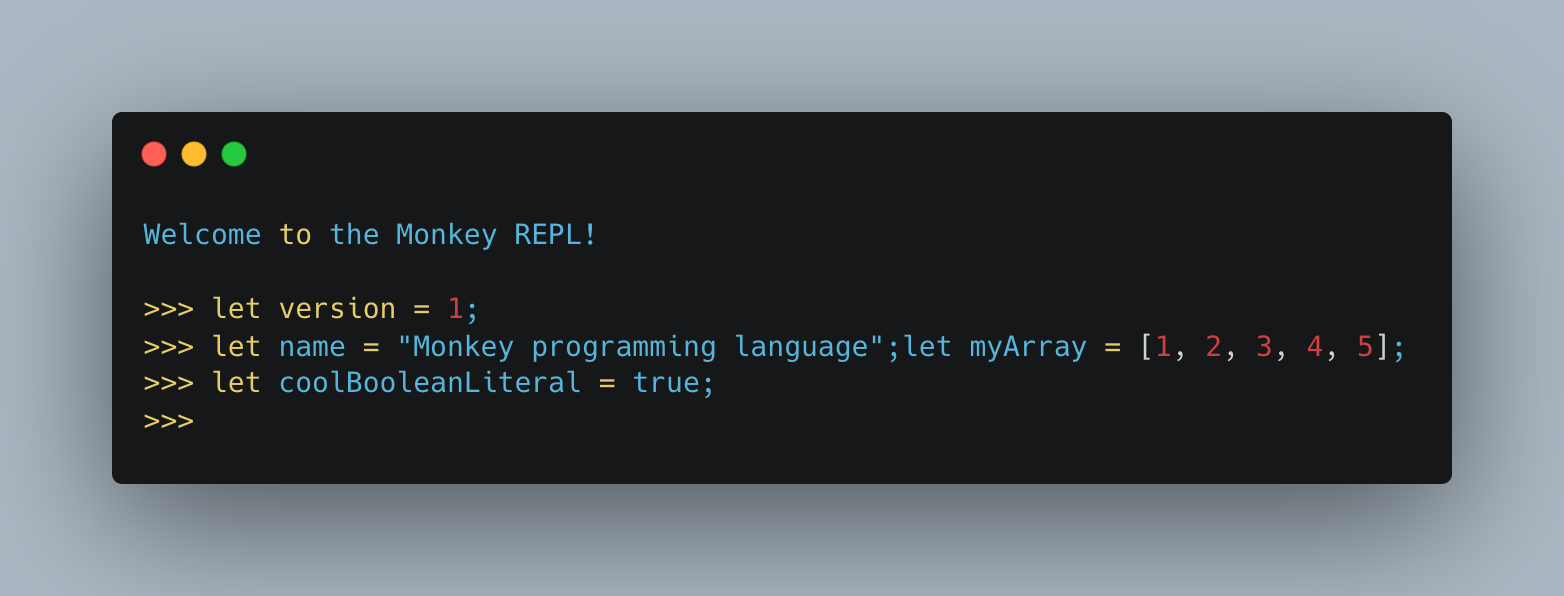 Welcome to the Monkey REPL!
>>> let version = 1;
>>> let name = "Monkey programming language";let myArray = [1, 2, 3, 4, 5];
>>> let coolBooleanLiteral = true;
>>>